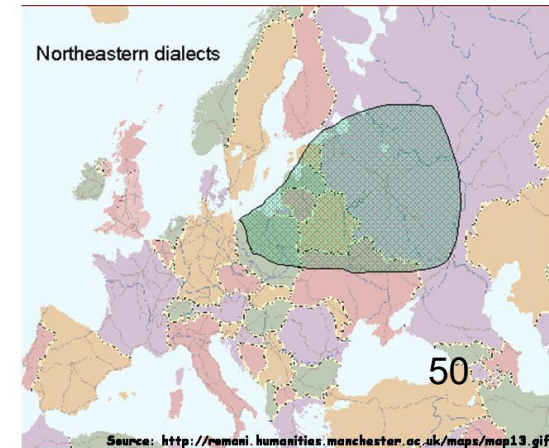 Northeastern dialects
50
Source: http://romani.humanities.manchester.ac.uk/maps/map13.gif